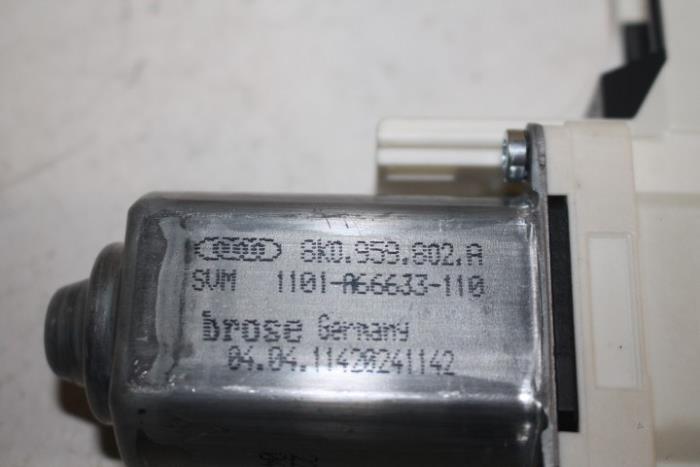 8K0.959.802.A
SVM 1101-A66633-110
brose Germany
04.04.11420241142